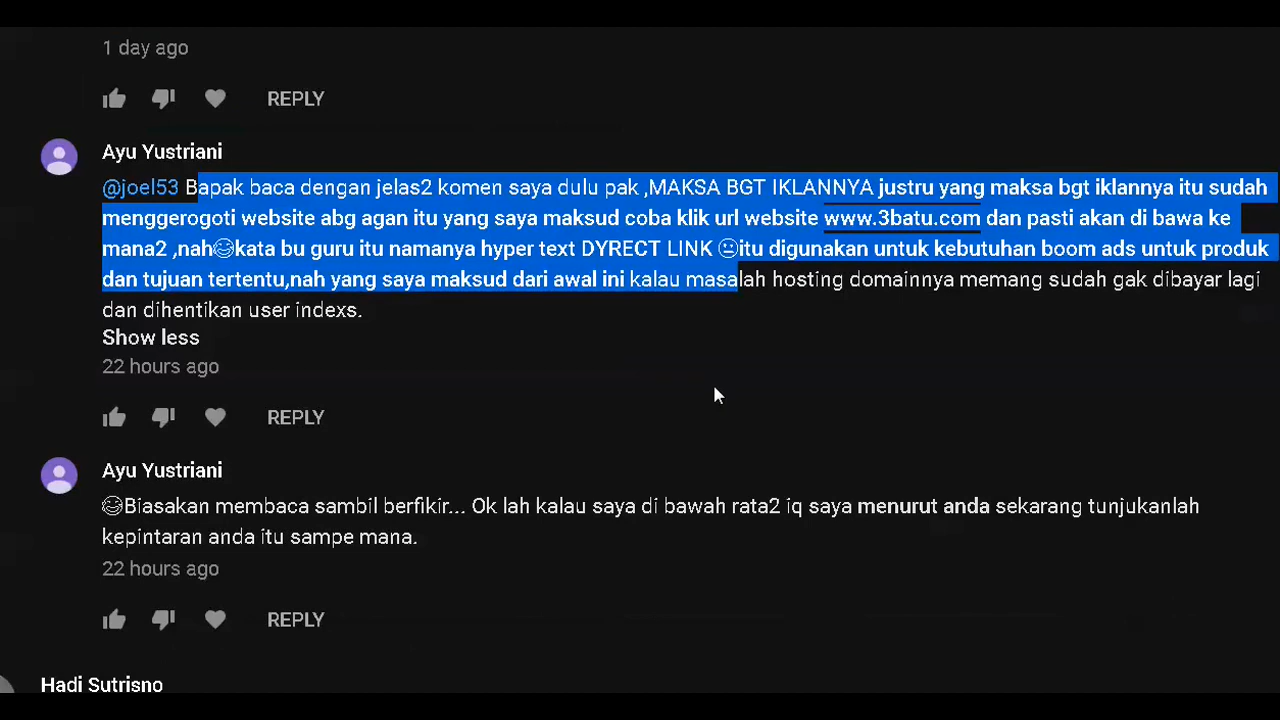 1 day ago
REPLY
Ayu Yustriani
@joel53 Bapak baca dengan jelas2 komen saya dulu pak ,MAKSA BGT IKLANNYA justru yang maksa bgt iklannya itu sudah
menggerogoti website abg agan itu yang saya maksud coba klik url website www.3batu.com dan pasti akan di bawa ke
mana2 ,nah😅kata bu guru itu namanya hyper text DYRECT LINK 😐itu digunakan untuk kebutuhan boom ads untuk produk
dan tujuan tertentu,nah yang saya maksud dari awal ini kalau masalah hosting domainnya memang sudah gak dibayar lagi
dan dihentikan user indexs.
Show less
22 hours ago
REPLY
Ayu Yustriani
😅Biasakan membaca sambil berfikir... Ok lah kalau saya di bawah rata2 iq saya menurut anda sekarang tunjukanlah
kepintaran anda itu sampe mana.
22 hours ago
REPLY
Hadi Sutrisno